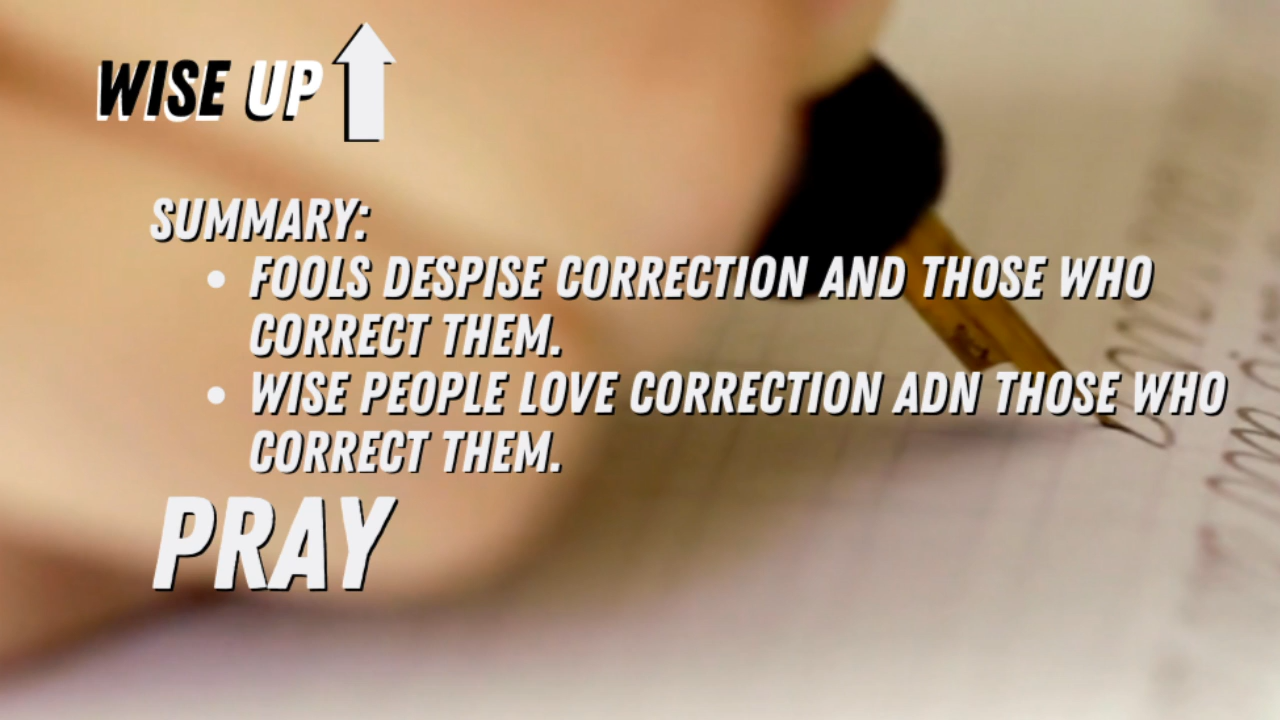 WISE UP
SUMMARY:
• FOOLS DESPISE CORRECTION AND THOSE WHO
CORRECT THEM.
• WISE PEOPLE LOVE CORRECTION ADN THOSE WHO
CORRECT THEM.
PRAY